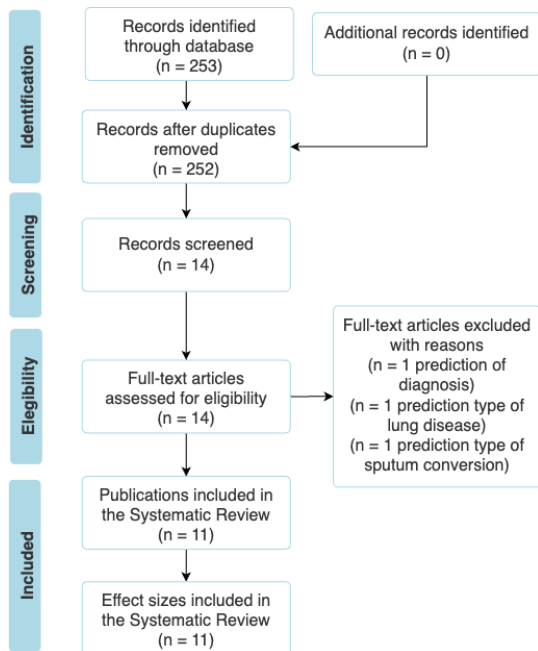 Identification
Records identified
through database
(n = 253)
Additional records identified
(n = 0)
Records after duplicates
removed
(n = 252)
Screening
Records screened
(n = 14)
Elegibility
Full-text articles
assessed for eligibility
(n = 14)
Full-text articles excluded
with reasons
(n = 1 prediction of
diagnosis)
(n = 1 prediction type of
lung disease)
(n = 1 prediction type of
sputum conversion)
Included
Publications included in
the Systematic Review
(n = 11)
Effect sizes included in
the Systematic Review
(n = 11)